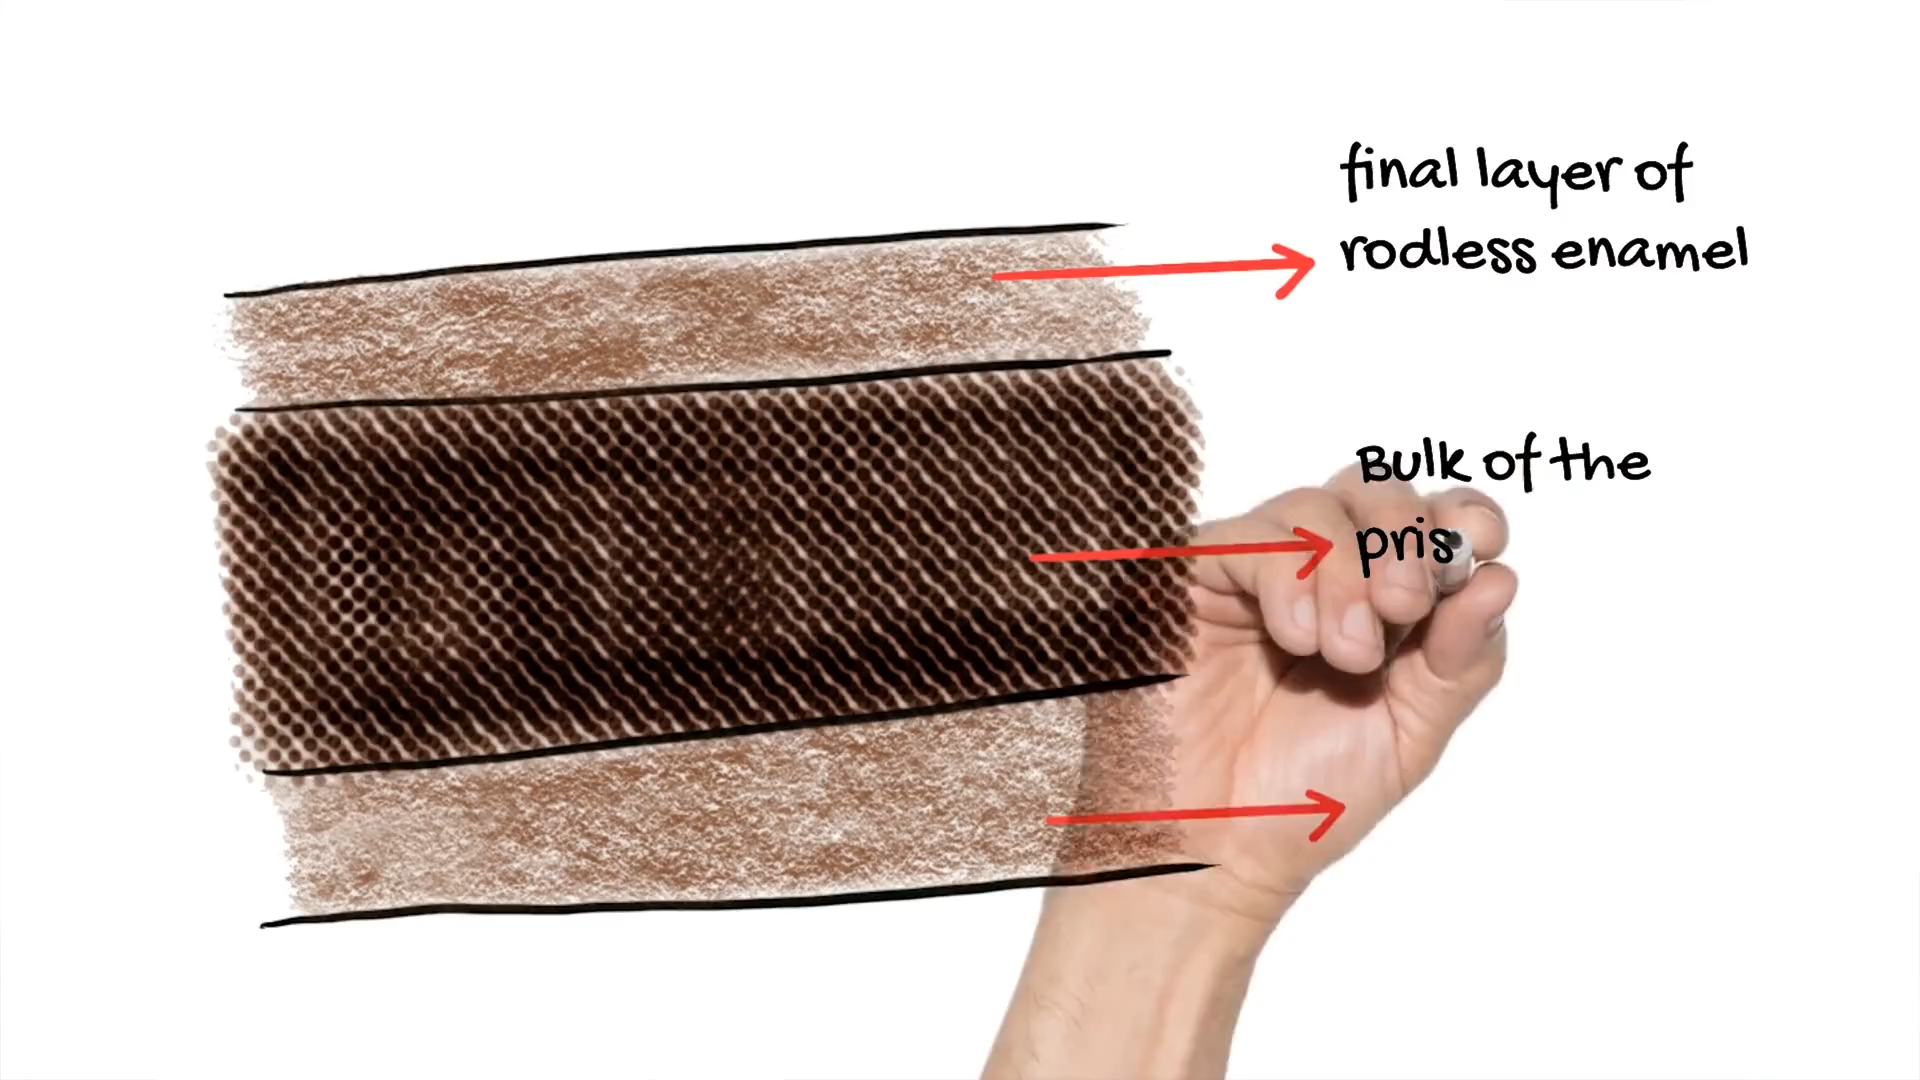 final layer of
rodless enamel
Bulk of the
pris